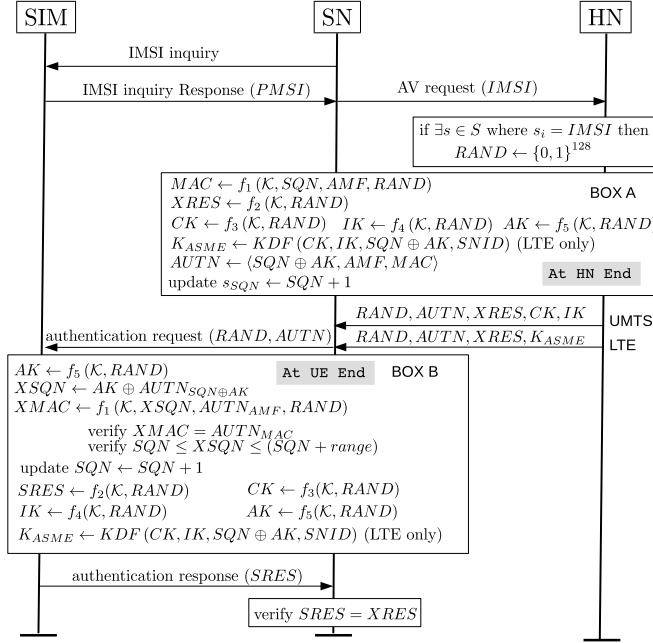 SIM SN HN
IMSI inquiry
IMSI inquiry Response (PMSI) AV request (IMSI)
if ∃s ∈ S where s_i = IMSI then
RAND ← {0,1}^128
BOX A
MAC ← f_1 (K, SQN, AMF, RAND)
XRES ← f_2 (K, RAND)
CK ← f_3 (K, RAND) IK ← f_4 (K, RAND) AK ← f_5 (K, RAND)
K_ASME ← KDF (CK, IK, SQN ⊕ AK, SNID) (LTE only)
AUTN ← ⟨SQN ⊕ AK, AMF, MAC⟩
At HN End
update s_SQN ← SQN + 1
RAND, AUTN, XRES, CK, IK
UMTS
authentication request (RAND, AUTN) RAND, AUTN, XRES, K_ASME
LTE
AK ← f_5 (K, RAND) At UE End BOX B
XSQN ← AK ⊕ AUTN_SQN⊕AK
XMAC ← f_1 (K, XSQN, AUTN_AMF, RAND)
verify XMAC = AUTN_MAC
verify SQN ≤ XSQN ≤ (SQN + range)
update SQN ← SQN + 1
SRES ← f_2(K, RAND) CK ← f_3(K, RAND)
IK ← f_4(K, RAND) AK ← f_5(K, RAND)
K_ASME ← KDF (CK, IK, SQN ⊕ AK, SNID) (LTE only)
authentication response (SRES)
verify SRES = XRES